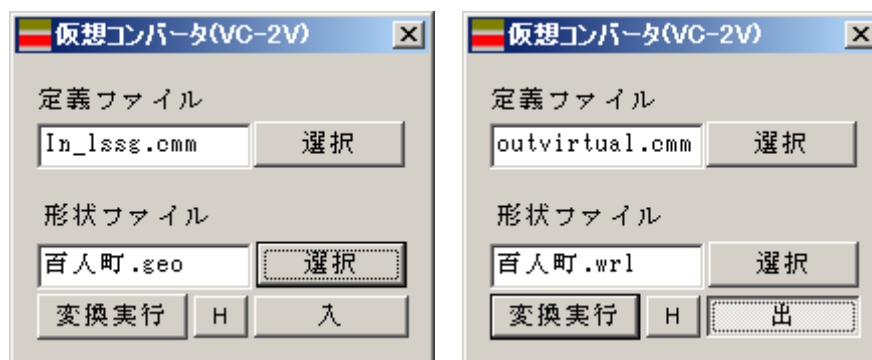 仮想コンバータ(VC-2V)
定義ファイル
In_lssg.cmm 選択
形状ファイル
百人町.geo 選択
変換実行 H 入
仮想コンバータ(VC-2V)
定義ファイル
outvirtual.cmm 選択
形状ファイル
百人町.wrl 選択
変換実行 H 出